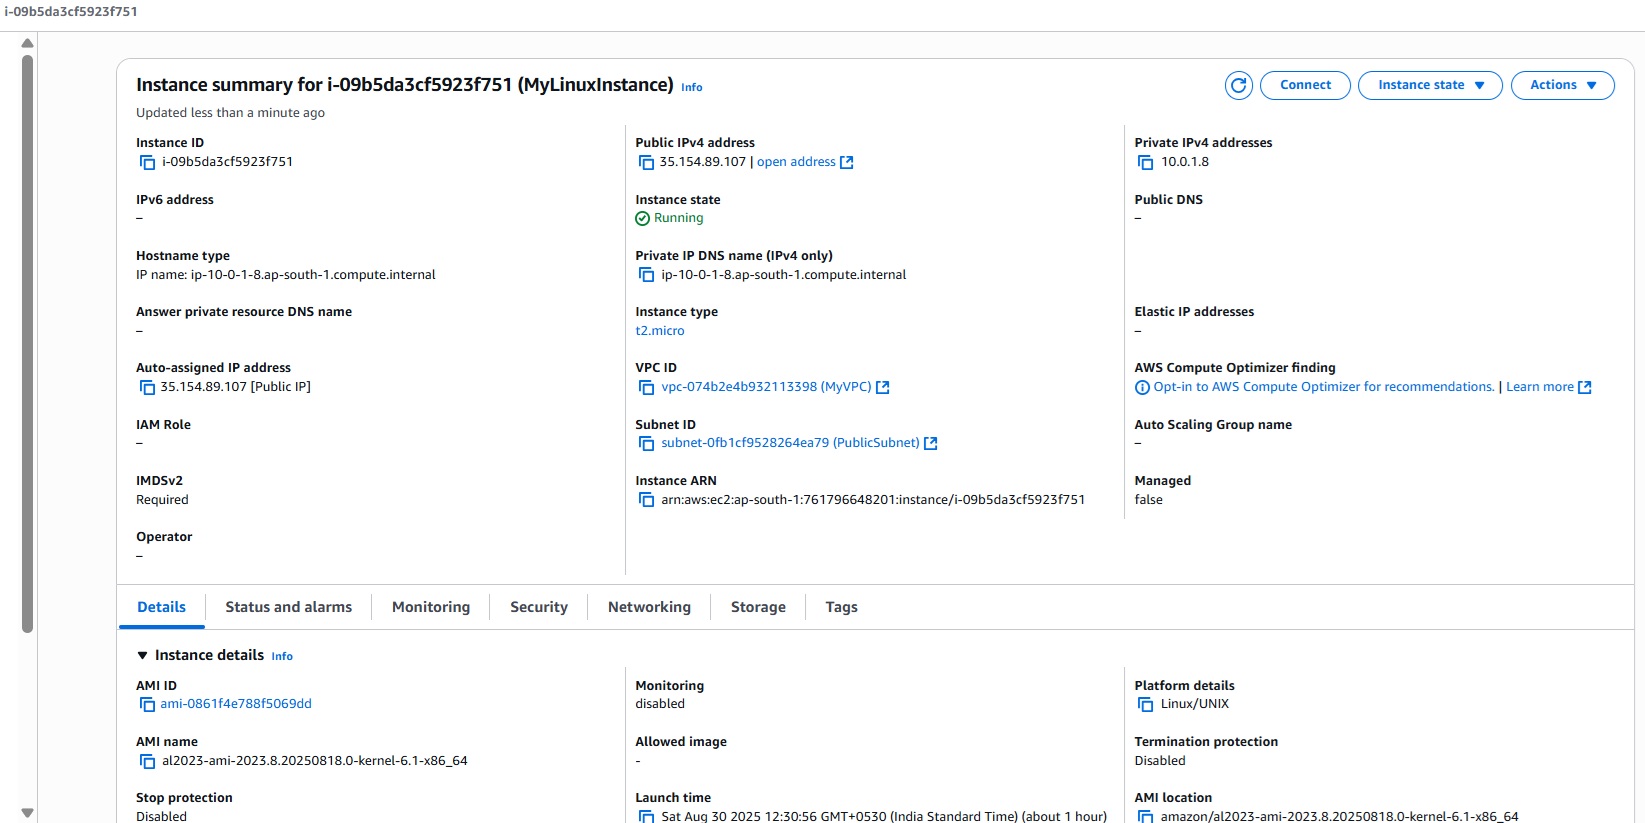 i-09b5da3cf5923f751
Instance summary for i-09b5da3cf5923f751 (MyLinuxInstance) Info
Connect
Instance state
Actions
Updated less than a minute ago
Instance ID
i-09b5da3cf5923f751
Public IPv4 address
35.154.89.107 | open address
Private IPv4 addresses
10.0.1.8
IPv6 address
–
Instance state
Running
Public DNS
–
Hostname type
IP name: ip-10-0-1-8.ap-south-1.compute.internal
Private IP DNS name (IPv4 only)
ip-10-0-1-8.ap-south-1.compute.internal
Answer private resource DNS name
–
Instance type
t2.micro
Elastic IP addresses
–
Auto-assigned IP address
35.154.89.107 [Public IP]
VPC ID
vpc-074b2e4b932113398 (MyVPC)
AWS Compute Optimizer finding
Opt-in to AWS Compute Optimizer for recommendations. | Learn more
IAM Role
–
Subnet ID
subnet-0fb1cf9528264ea79 (PublicSubnet)
Auto Scaling Group name
–
IMDSv2
Required
Instance ARN
arn:aws:ec2:ap-south-1:761796648201:instance/i-09b5da3cf5923f751
Managed
false
Operator
–
Details
Status and alarms
Monitoring
Security
Networking
Storage
Tags
Instance details Info
AMI ID
ami-0861f4e788f5069dd
Monitoring
disabled
Platform details
Linux/UNIX
AMI name
al2023-ami-2023.8.20250818.0-kernel-6.1-x86_64
Allowed image
-
Termination protection
Disabled
Stop protection
Disabled
Launch time
Sat Aug 30 2025 12:30:56 GMT+0530 (India Standard Time) (about 1 hour)
AMI location
amazon/al2023-ami-2023.8.20250818.0-kernel-6.1-x86_64